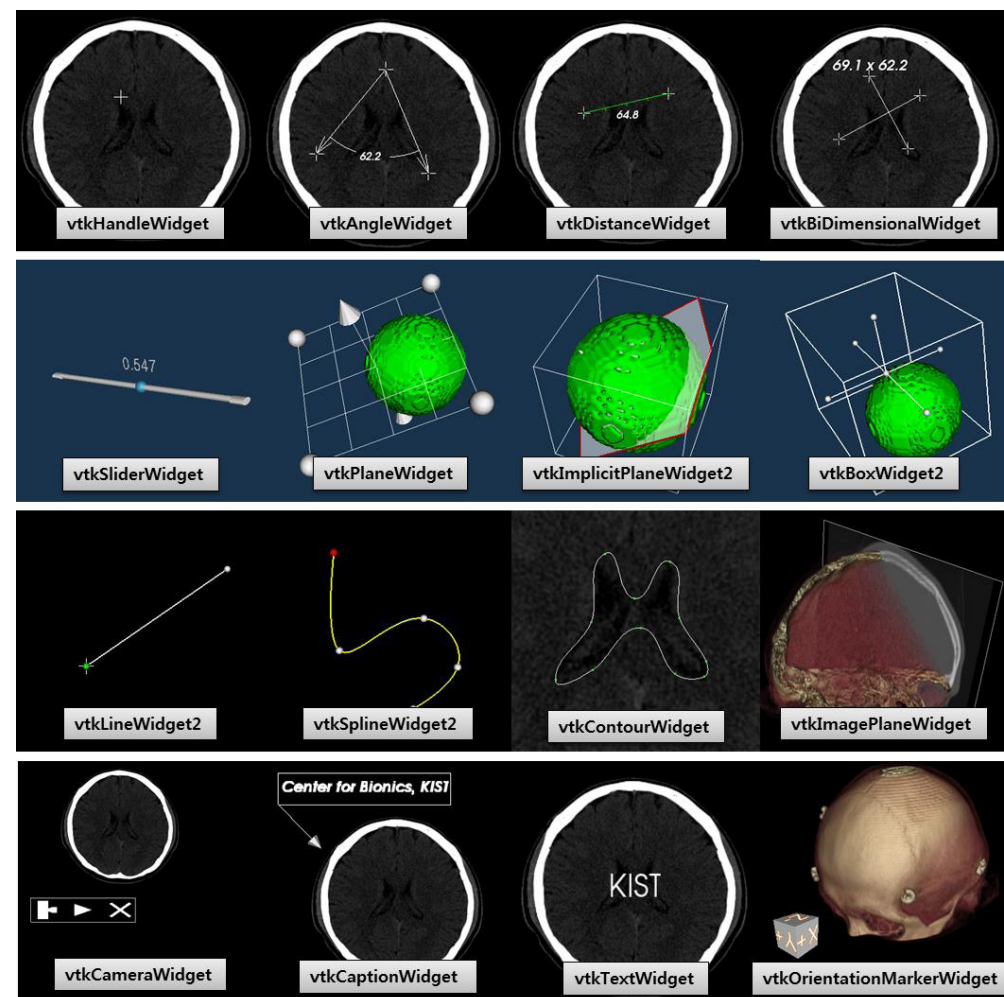 69.1 x 62.2
64.8
62.2
vtkHandleWidget
vtkAngleWidget
vtkDistanceWidget
vtkBiDimensionalWidget
0.547
vtkSliderWidget
vtkPlaneWidget
vtkImplicitPlaneWidget2
vtkBoxWidget2
vtkLineWidget2
vtkSplineWidget2
vtkContourWidget
vtkImagePlaneWidget
Center for Bionics, KIST
KIST
vtkCameraWidget
vtkCaptionWidget
vtkTextWidget
vtkOrientationMarkerWidget